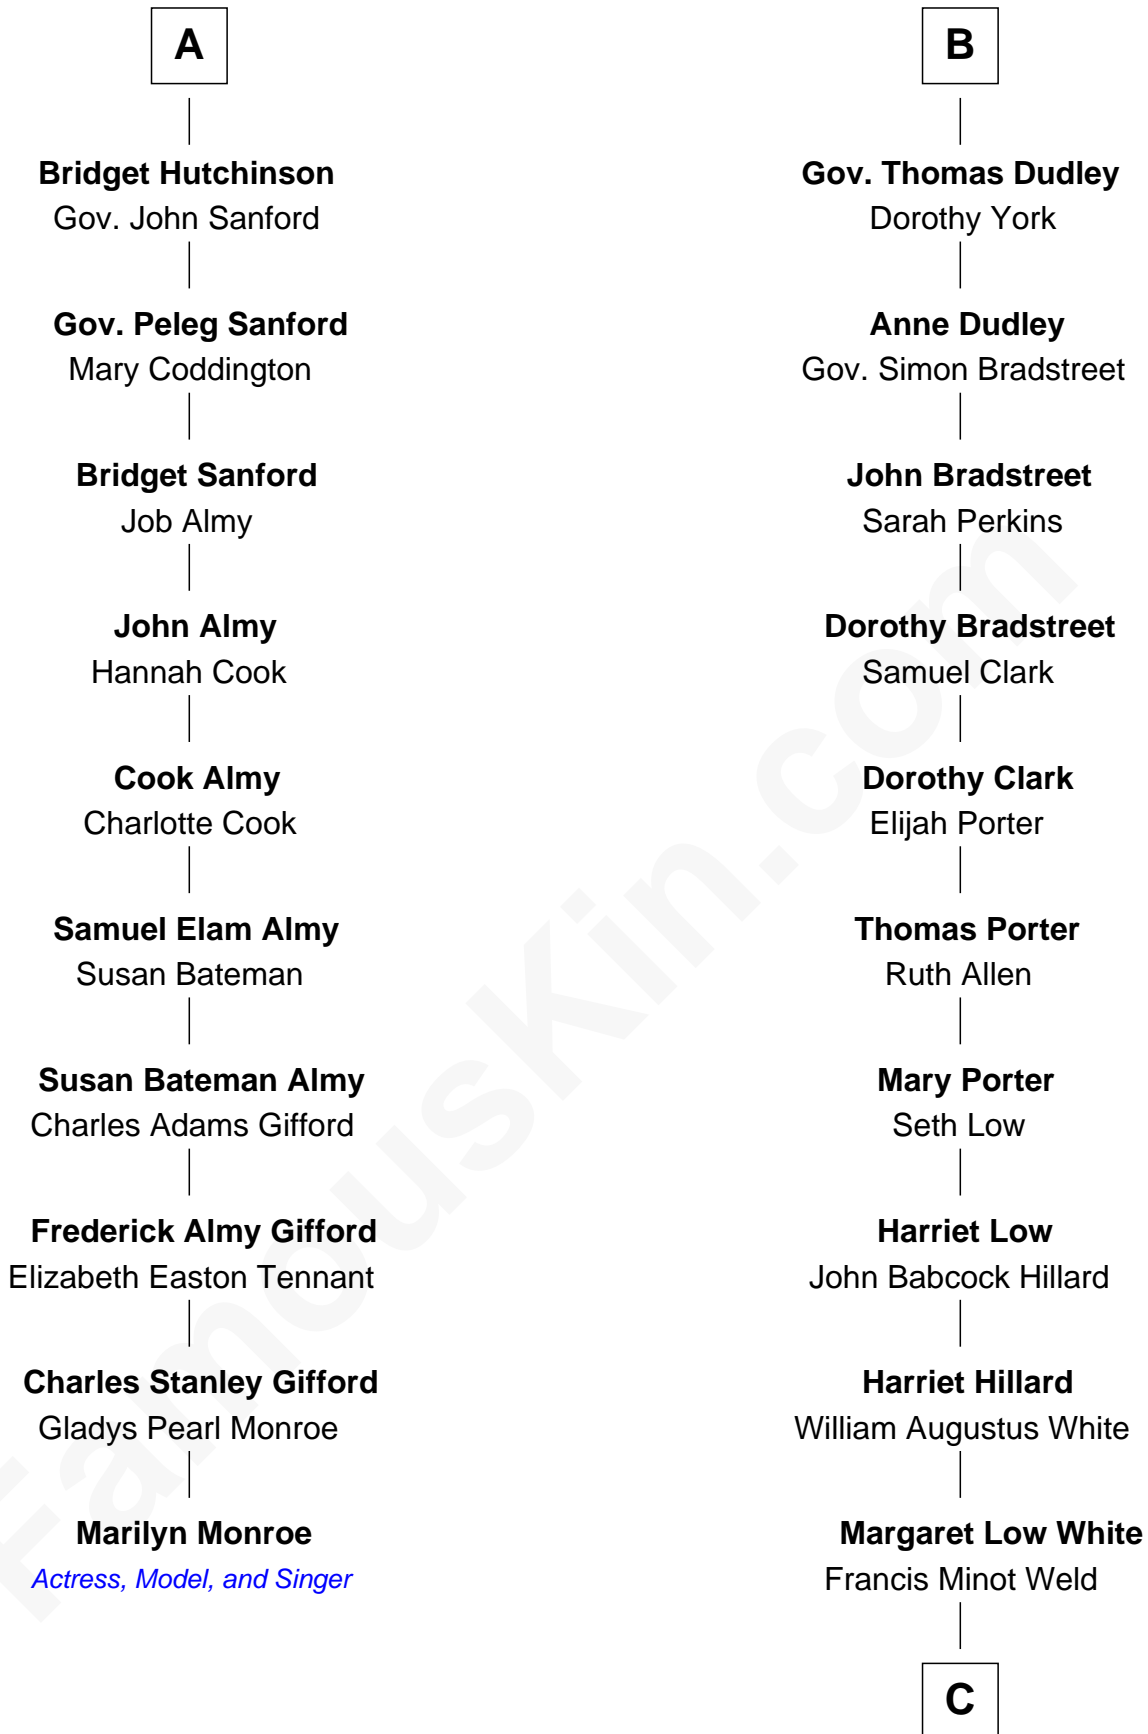 A
Bridget Hutchinson
Gov. John Sanford
Gov. Peleg Sanford
Mary Coddington
Bridget Sanford
Job Almy
John Almy
Hannah Cook
Cook Almy
Charlotte Cook
Samuel Elam Almy
Susan Bateman
Susan Bateman Almy
Charles Adams Gifford
Frederick Almy Gifford
Elizabeth Easton Tennant
Charles Stanley Gifford
Gladys Pearl Monroe
Marilyn Monroe
Actress, Model, and Singer
B
Gov. Thomas Dudley
Dorothy York
Anne Dudley
Gov. Simon Bradstreet
John Bradstreet
Sarah Perkins
Dorothy Bradstreet
Samuel Clark
Dorothy Clark
Elijah Porter
Thomas Porter
Ruth Allen
Mary Porter
Seth Low
Harriet Low
John Babcock Hillard
Harriet Hillard
William Augustus White
Margaret Low White
Francis Minot Weld
C
FamousKin.com